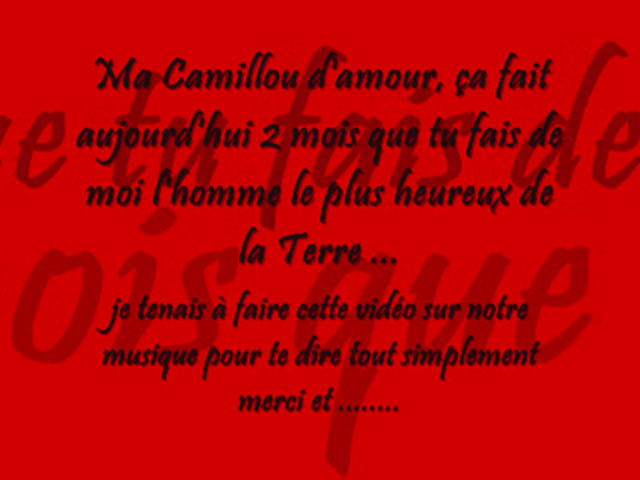 Ma Camillou d'amour, ça fait
aujourd'hui 2 mois que tu fais de
moi l'homme le plus heureux de
la Terre ...
je tenais à faire cette vidéo sur notre
musique pour te dire tout simplement
merci et ........